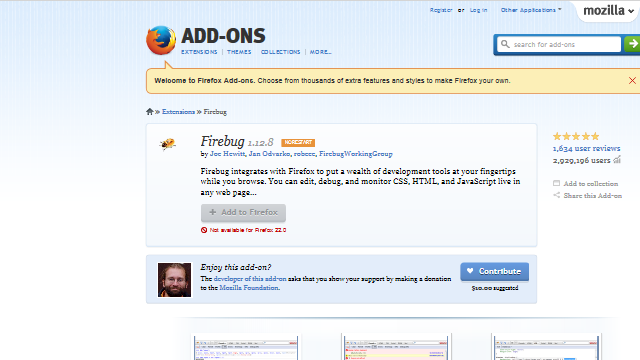 Register or Log in Other Applications
mozilla
ADD-ONS
EXTENSIONS | THEMES COLLECTIONS | MORE...
search for add-ons
Welcome to Firefox Add-ons. Choose from thousands of extra features and styles to make Firefox your own.
» Extensions » Firebug
Firebug 1.12.8 NO RESTART
by Joe Hewitt, Jan Odvarko, robcee, FirebugWorkingGroup
Firebug integrates with Firefox to put a wealth of development tools at your fingertips
while you browse. You can edit, debug, and monitor CSS, HTML, and JavaScript live in
any web page...
+ Add to Firefox
Not available for Firefox 22.0
1,634 user reviews
2,929,196 users
Add to collection
Share this Add-on
Enjoy this add-on?
The developer of this add-on asks that you show your support by making a donation
to the Mozilla Foundation.
Contribute
$10.00 suggested